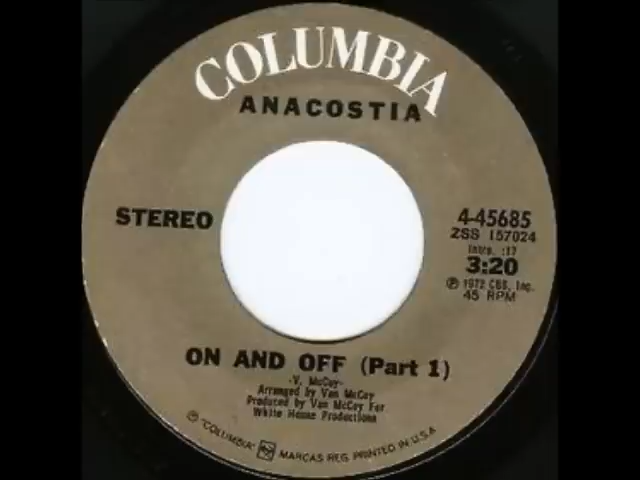 COLUMBIA
ANACOSTIA
STEREO
4-45685
ZSS 157024
Intro. :17
3:20
℗ 1972 CBS, Inc.
45 RPM
ON AND OFF (Part 1)
-V. McCoy-
Arranged by Van McCoy
Produced by Van McCoy For
White House Productions
© "COLUMBIA" MARCAS REG. PRINTED IN U.S.A.